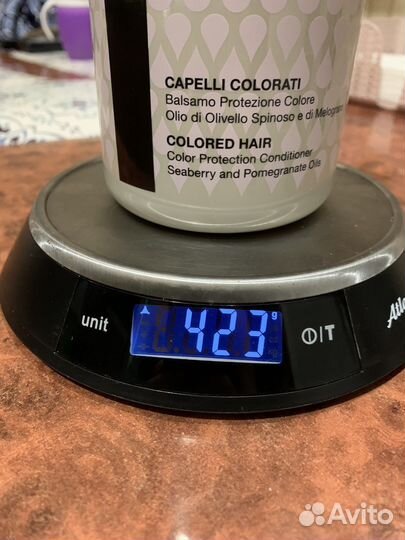 CAPELLI COLORATI
Balsamo Protezione Colore
Olio di Olivello Spinoso e di Melograno
COLORED HAIR
Color Protection Conditioner
Seaberry and Pomegranate Oils
unit
423g
/T
Avito